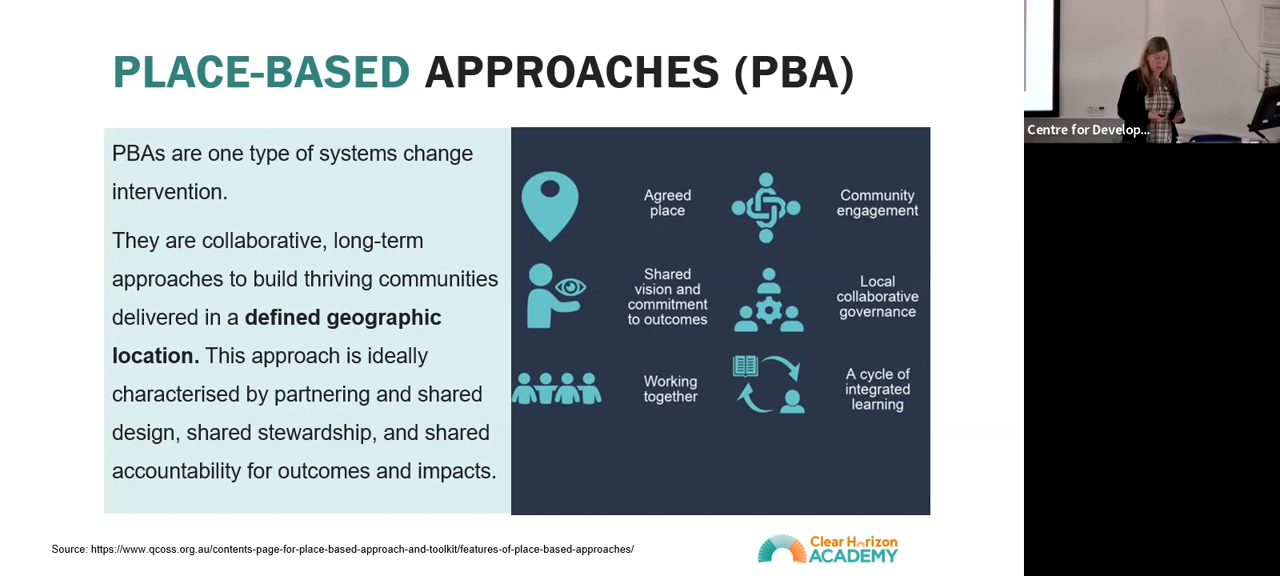 PLACE-BASED APPROACHES (PBA)
PBAs are one type of systems change
intervention.
They are collaborative, long-term
approaches to build thriving communities
delivered in a defined geographic
location. This approach is ideally
characterised by partnering and shared
design, shared stewardship, and shared
accountability for outcomes and impacts.
Agreed
place
Community
engagement
Shared
vision and
commitment
to outcomes
Local
collaborative
governance
Working
together
A cycle of
integrated
learning
Source: https://www.qcoss.org.au/contents-page-for-place-based-approach-and-toolkit/features-of-place-based-approaches/
Clear Horizon
ACADEMY
Centre for Develop...